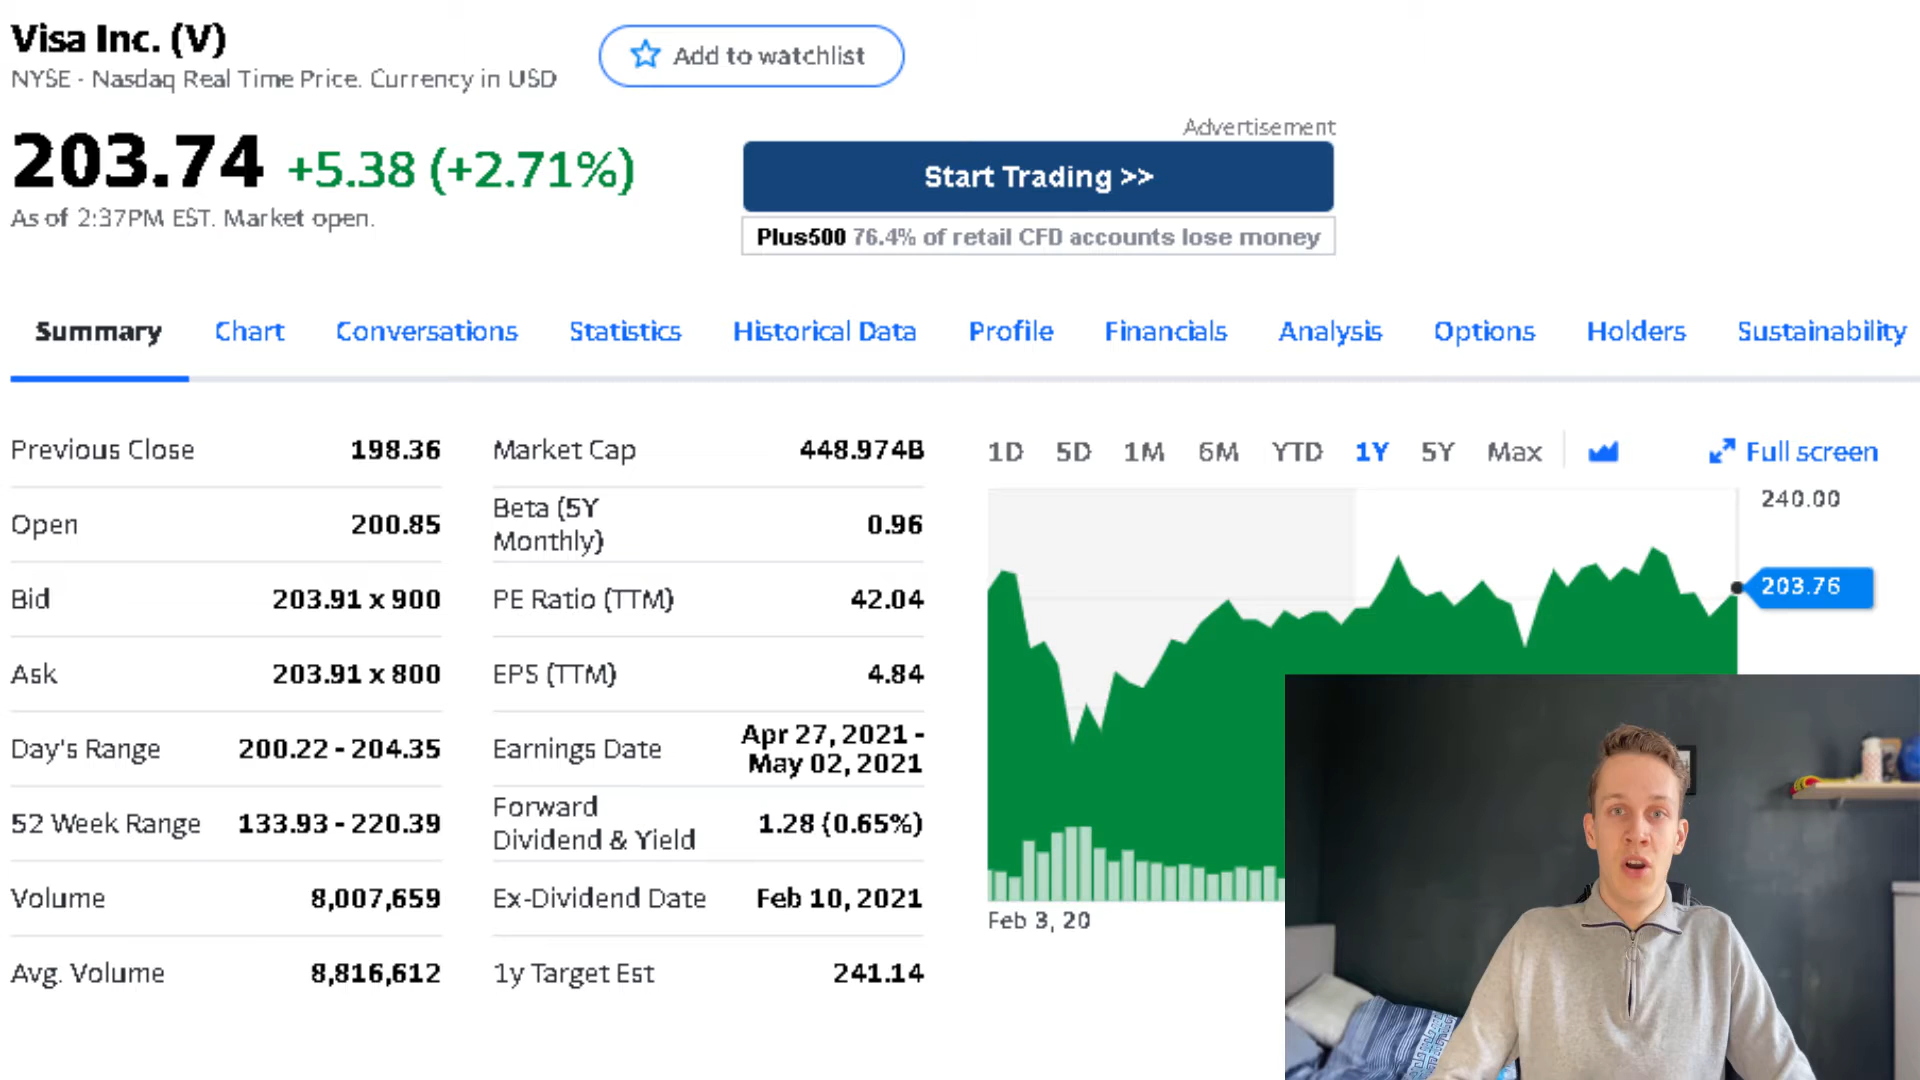 Visa Inc. (V)
NYSE - Nasdaq Real Time Price. Currency in USD
Add to watchlist
203.74 +5.38 (+2.71%)
As of 2:37PM EST. Market open.
Advertisement
Start Trading >>
Plus500 76.4% of retail CFD accounts lose money
Summary Chart Conversations Statistics Historical Data Profile Financials Analysis Options Holders Sustainability
Previous Close 198.36
Open 200.85
Bid 203.91 x 900
Ask 203.91 x 800
Day's Range 200.22 - 204.35
52 Week Range 133.93 - 220.39
Volume 8,007,659
Avg. Volume 8,816,612
Market Cap 448.974B
Beta (5Y
Monthly) 0.96
PE Ratio (TTM) 42.04
EPS (TTM) 4.84
Earnings Date Apr 27, 2021 -
May 02, 2021
Forward
Dividend & Yield 1.28 (0.65%)
Ex-Dividend Date Feb 10, 2021
1y Target Est 241.14
1D 5D 1M 6M YTD 1Y 5Y Max Full screen
240.00
203.76
Feb 3, 20